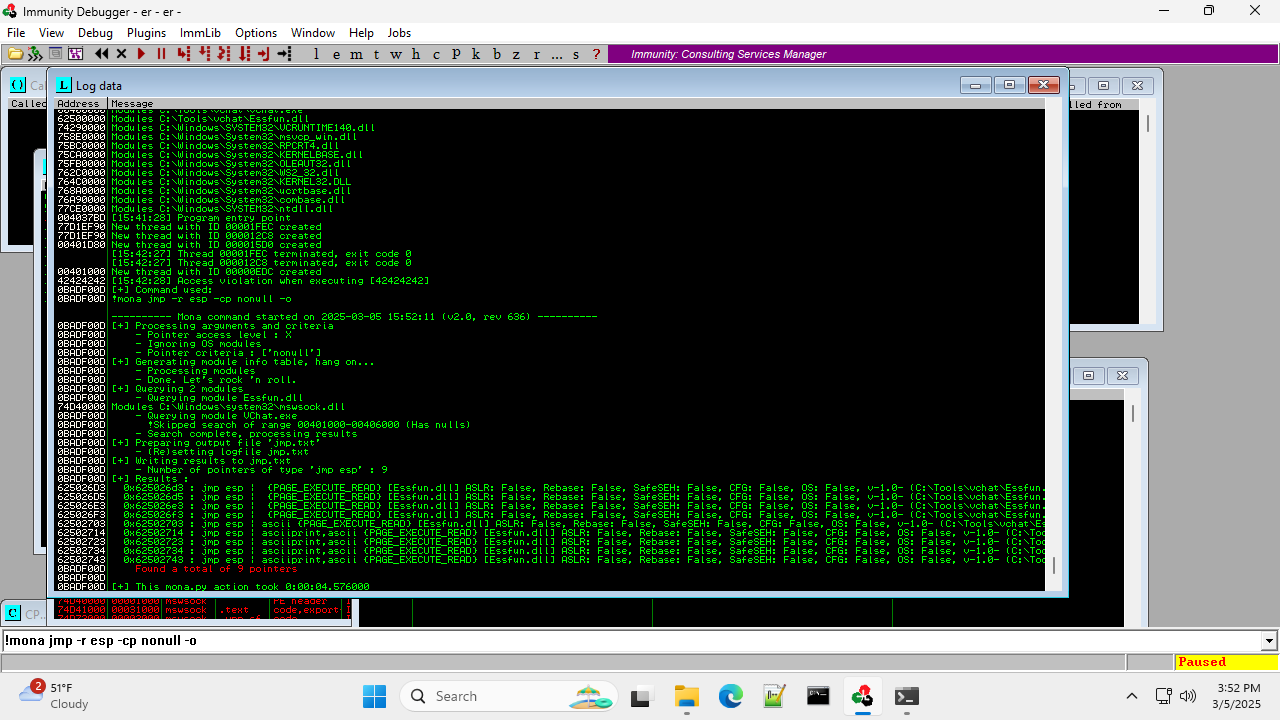 Immunity Debugger - er - er -
File View Debug Plugins ImmLib Options Window Help Jobs
l e m t w h c P k b z r ... s ?
Immunity: Consulting Services Manager
Log data
Called
lled from
Address Message
Modules C:\Tools\vchat\VChat.exe
62500000 Modules C:\Tools\vchat\Essfun.dll
74290000 Modules C:\Windows\SYSTEM32\VCRUNTIME140.dll
753E0000 Modules C:\Windows\System32\msvcp_win.dll
75BC0000 Modules C:\Windows\System32\RPCRT4.dll
75CA0000 Modules C:\Windows\System32\KERNELBASE.dll
75FB0000 Modules C:\Windows\System32\OLEAUT32.dll
762C0000 Modules C:\Windows\System32\WS2_32.dll
764C0000 Modules C:\Windows\System32\KERNEL32.DLL
766A0000 Modules C:\Windows\System32\ucrtbase.dll
76A90000 Modules C:\Windows\System32\combase.dll
77CE0000 Modules C:\Windows\SYSTEM32\ntdll.dll
004037BD [15:41:28] Program entry point
77D1EF90 New thread with ID 00001FEC created
77D1EF90 New thread with ID 000012C8 created
00401D80 New thread with ID 000015D0 created
[15:42:27] Thread 00001FEC terminated, exit code 0
[15:42:27] Thread 000012C8 terminated, exit code 0
00401000 New thread with ID 00000EDC created
42424242 [15:42:28] Access violation when executing [42424242]
0BADF00D [+] Command used:
0BADF00D !mona jmp -r esp -cp nonull -o
---------- Mona command started on 2025-03-05 15:52:11 (v2.0, rev 636) ----------
0BADF00D [+] Processing arguments and criteria
0BADF00D - Pointer access level : X
0BADF00D - Ignoring OS modules
0BADF00D - Pointer criteria : ['nonull']
0BADF00D [+] Generating module info table, hang on...
0BADF00D - Processing modules
0BADF00D - Done. Let's rock 'n roll.
0BADF00D [+] Querying 2 modules
0BADF00D - Querying module Essfun.dll
74D40000 Modules C:\Windows\system32\mswsock.dll
0BADF00D - Querying module VChat.exe
0BADF00D !Skipped search of range 00401000-00406000 (Has nulls)
0BADF00D - Search complete, processing results
0BADF00D [+] Preparing output file 'jmp.txt'
0BADF00D - (Re)setting logfile jmp.txt
0BADF00D [+] Writing results to jmp.txt
0BADF00D - Number of pointers of type 'jmp esp' : 9
0BADF00D [+] Results :
625026D3 0x625026d3 : jmp esp | {PAGE_EXECUTE_READ} [Essfun.dll] ASLR: False, Rebase: False, SafeSEH: False, CFG: False, OS: False, v-1.0- (C:\Tools\vchat\Essfun.
625026D5 0x625026d5 : jmp esp | {PAGE_EXECUTE_READ} [Essfun.dll] ASLR: False, Rebase: False, SafeSEH: False, CFG: False, OS: False, v-1.0- (C:\Tools\vchat\Essfun.
625026E3 0x625026e3 : jmp esp | {PAGE_EXECUTE_READ} [Essfun.dll] ASLR: False, Rebase: False, SafeSEH: False, CFG: False, OS: False, v-1.0- (C:\Tools\vchat\Essfun.
625026F3 0x625026f3 : jmp esp | {PAGE_EXECUTE_READ} [Essfun.dll] ASLR: False, Rebase: False, SafeSEH: False, CFG: False, OS: False, v-1.0- (C:\Tools\vchat\Essfun.
62502703 0x62502703 : jmp esp | ascii {PAGE_EXECUTE_READ} [Essfun.dll] ASLR: False, Rebase: False, SafeSEH: False, CFG: False, OS: False, v-1.0- (C:\Tools\vchat\Es
62502714 0x62502714 : jmp esp | asciiprint,ascii {PAGE_EXECUTE_READ} [Essfun.dll] ASLR: False, Rebase: False, SafeSEH: False, CFG: False, OS: False, v-1.0- (C:\Too
62502723 0x62502723 : jmp esp | asciiprint,ascii {PAGE_EXECUTE_READ} [Essfun.dll] ASLR: False, Rebase: False, SafeSEH: False, CFG: False, OS: False, v-1.0- (C:\Too
62502734 0x62502734 : jmp esp | asciiprint,ascii {PAGE_EXECUTE_READ} [Essfun.dll] ASLR: False, Rebase: False, SafeSEH: False, CFG: False, OS: False, v-1.0- (C:\Too
62502743 0x62502743 : jmp esp | asciiprint,ascii {PAGE_EXECUTE_READ} [Essfun.dll] ASLR: False, Rebase: False, SafeSEH: False, CFG: False, OS: False, v-1.0- (C:\Too
0BADF00D Found a total of 9 pointers
0BADF00D
0BADF00D [+] This mona.py action took 0:00:04.576000
C CP...
74D40000 00001000 mswsock PE header
74D41000 00031000 mswsock .text code,export
!mona jmp -r esp -cp nonull -o
Paused
2
51°F
Cloudy
Search
3:52 PM
3/5/2025